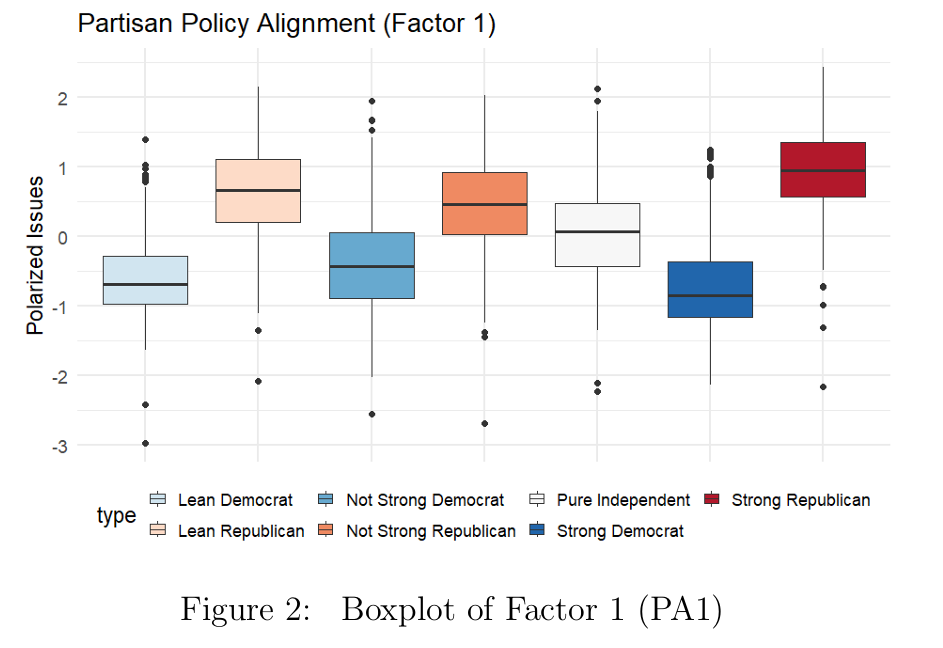 Partisan Policy Alignment (Factor 1)
Polarized Issues
2
1
0
-1
-2
-3
type
Lean Democrat
Not Strong Democrat
Pure Independent
Strong Republican
Lean Republican
Not Strong Republican
Strong Democrat
Figure 2: Boxplot of Factor 1 (PA1)